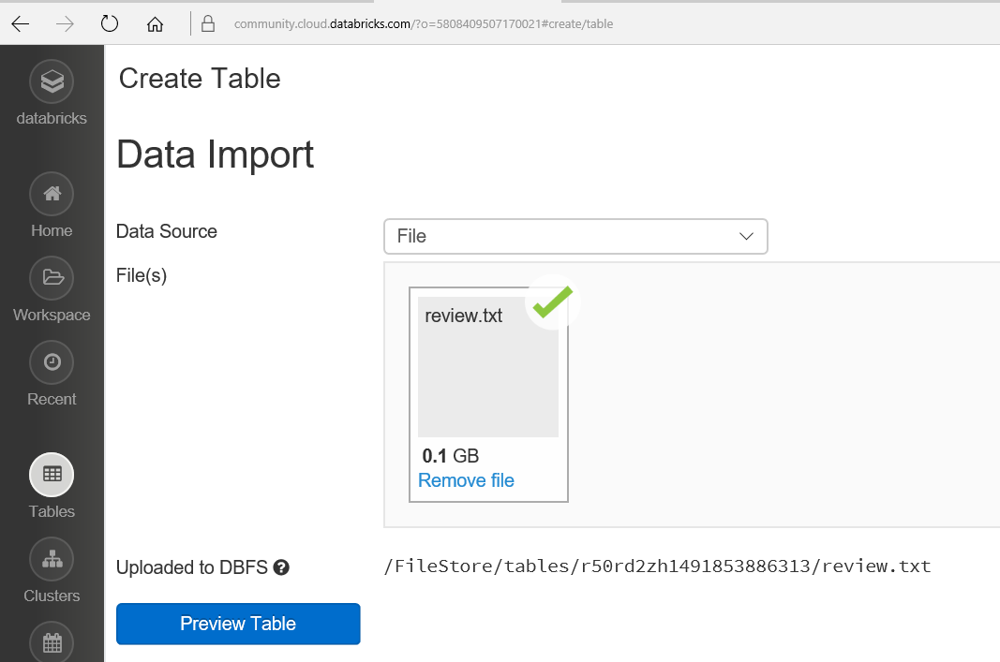 community.cloud.databricks.com/?o=5808409507170021#create/table
databricks
Home
Workspace
Recent
Tables
Clusters
Create Table
Data Import
Data Source
File
File(s)
review.txt
0.1 GB
Remove file
Uploaded to DBFS ?
/FileStore/tables/r50rd2zh1491853886313/review.txt
Preview Table